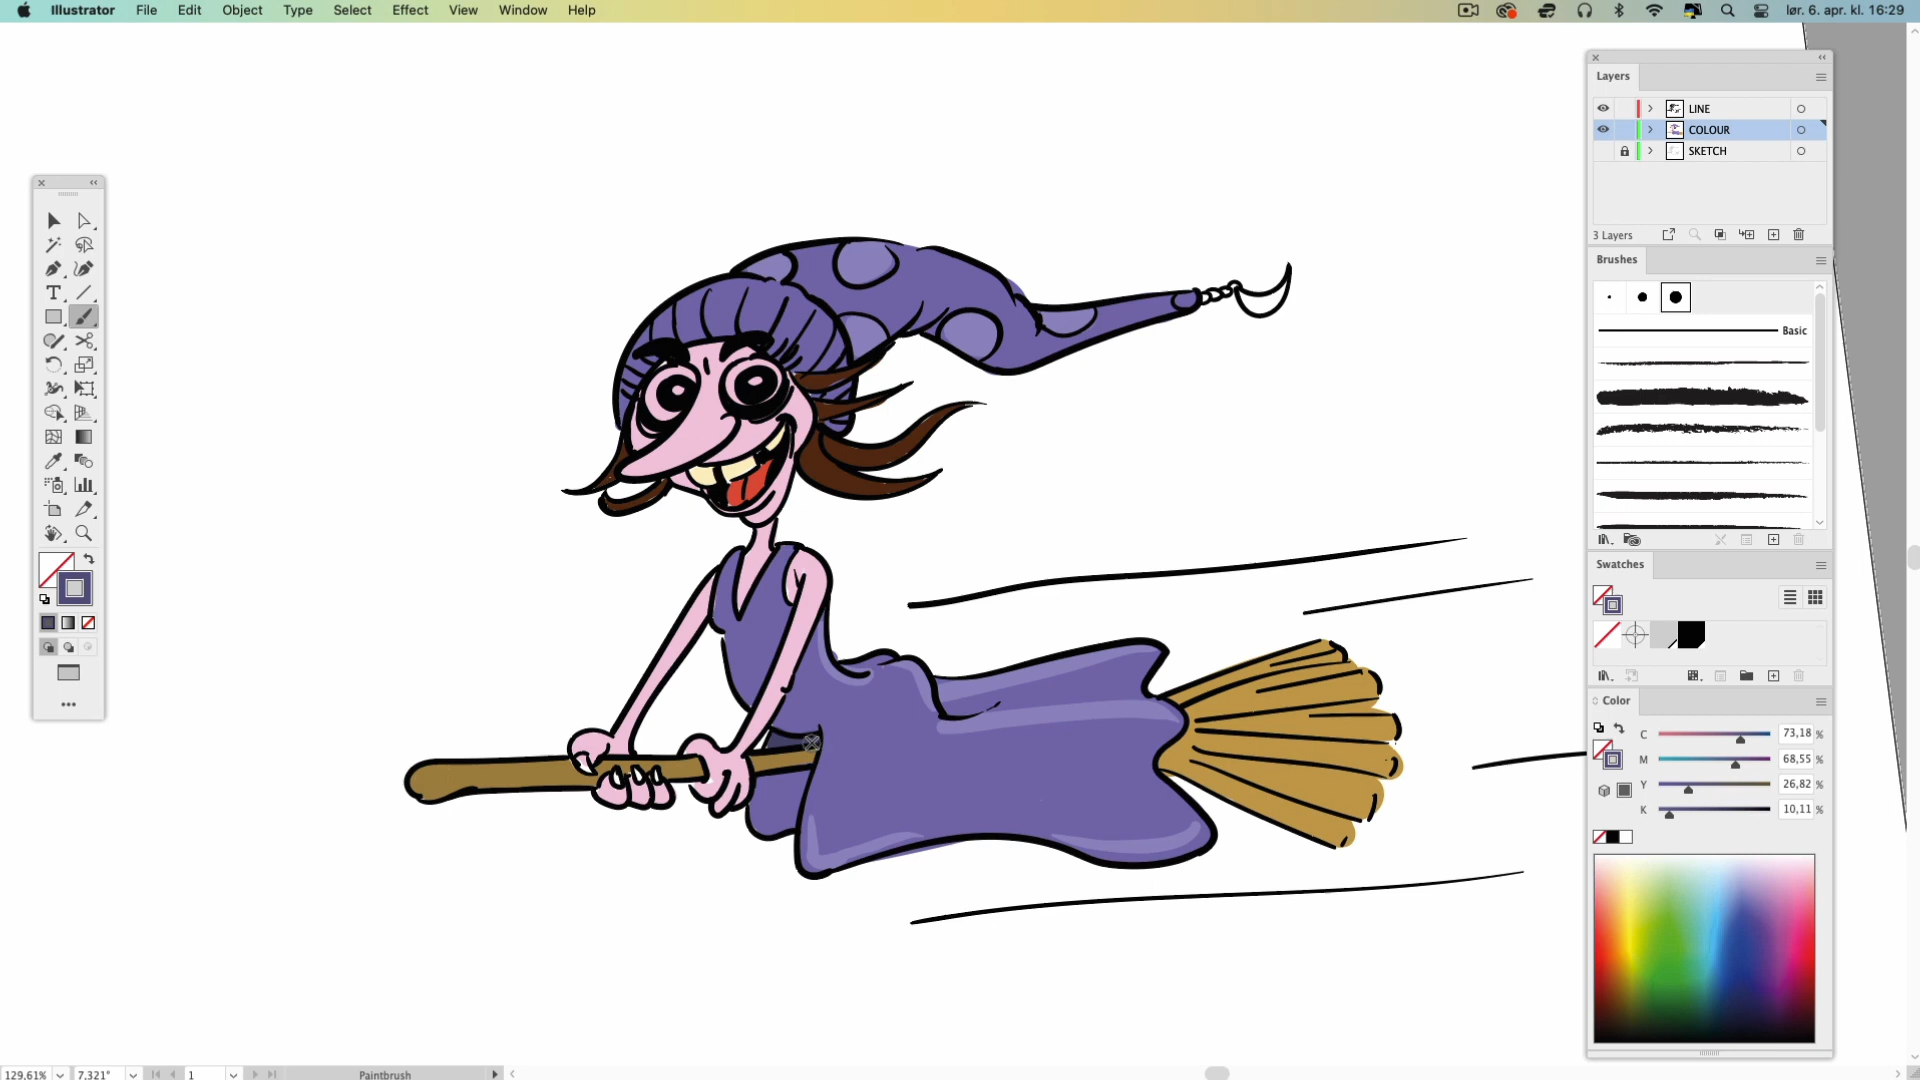 Illustrator File Edit Object Type Select Effect View Window Help lør. 6. apr. kl. 16:29
Layers
LINE
COLOUR
SKETCH
3 Layers
Brushes
Basic
Swatches
Color
C 73,18 %
M 68,55 %
Y 26,82 %
K 10,11 %
129,61% 7,321° 1 Paintbrush